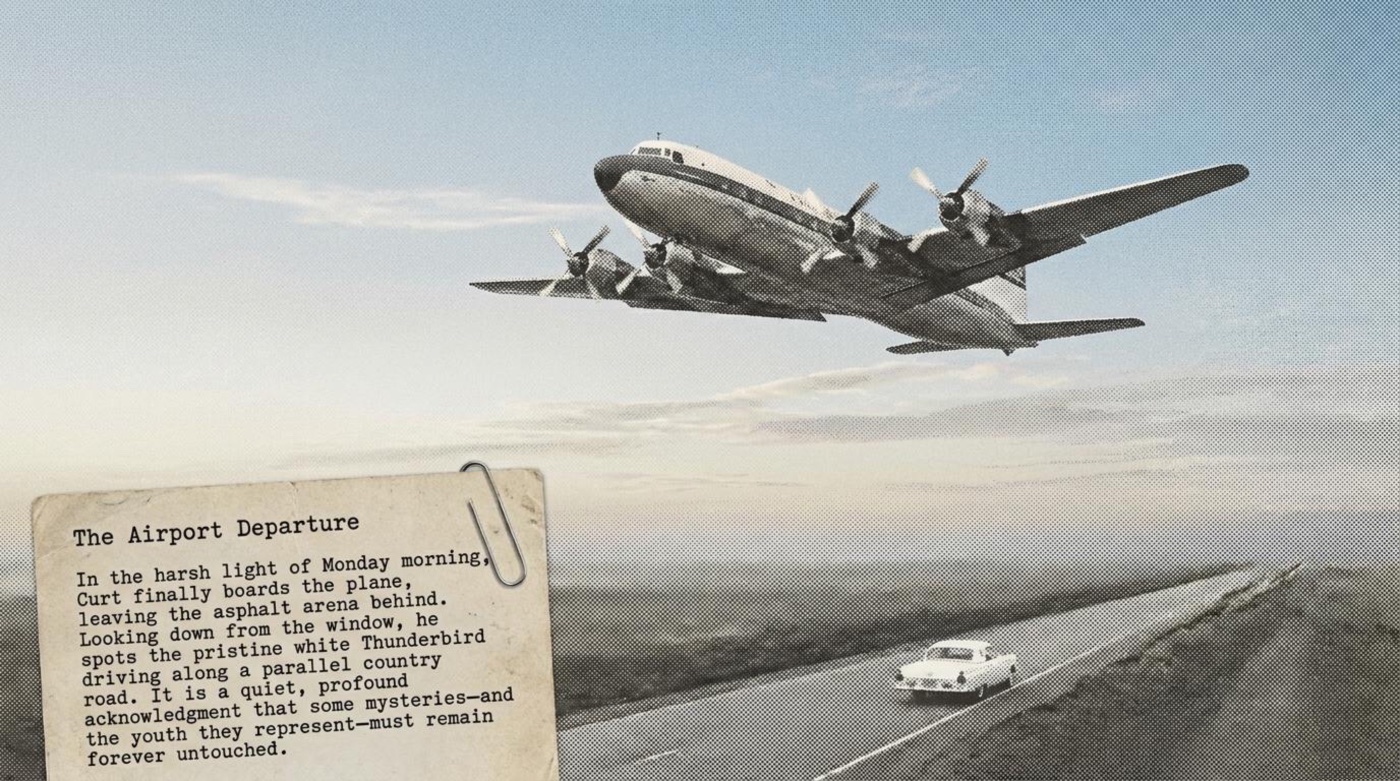 The Airport Departure
In the harsh light of Monday morning,
Curt finally boards the plane,
leaving the asphalt arena behind.
Looking down from the window, he
spots the pristine white Thunderbird
driving along a parallel country
road. It is a quiet, profound
acknowledgment that some mysteries—and
the youth they represent—must remain
forever untouched.